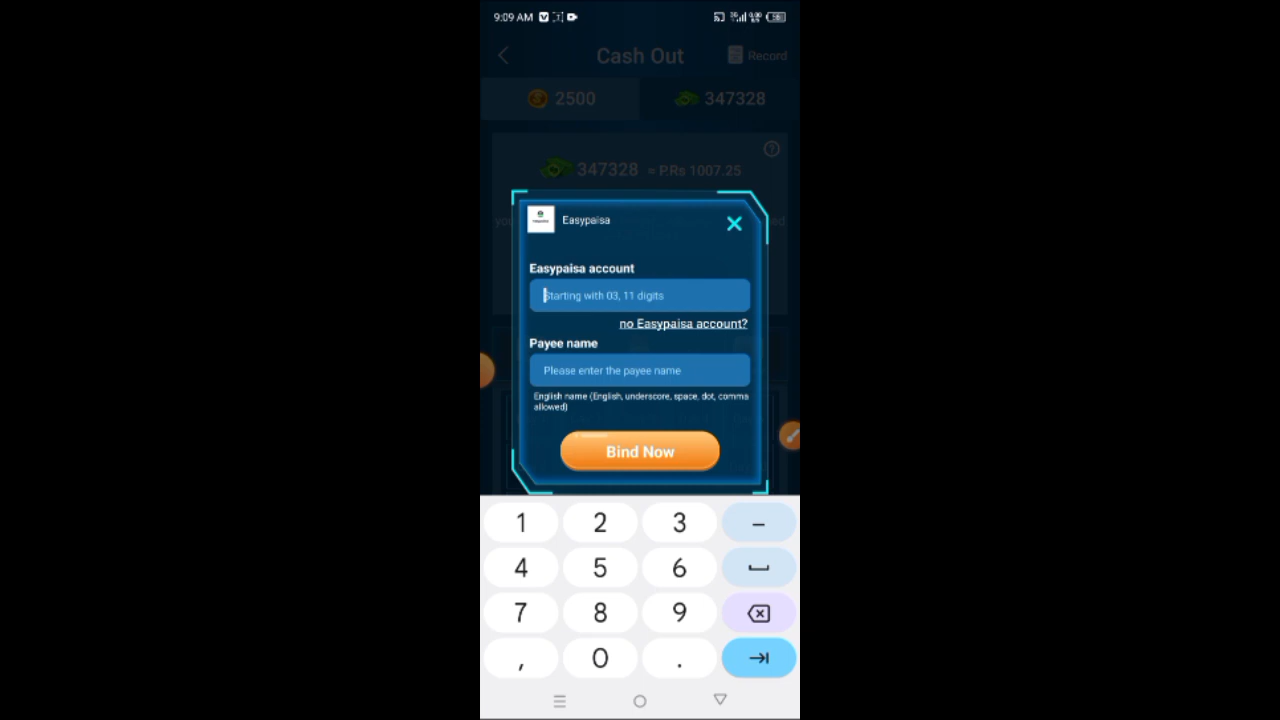 9:09 AM
Cash Out
Record
2500
347328
347328 = P.Rs 1007.25
Easypaisa
Easypaisa account
Starting with 03, 11 digits
no Easypaisa account?
Payee name
Please enter the payee name
English name (English, underscore, space, dot, comma
allowed)
Bind Now
1 2 3 –
4 5 6
7 8 9
, 0 .